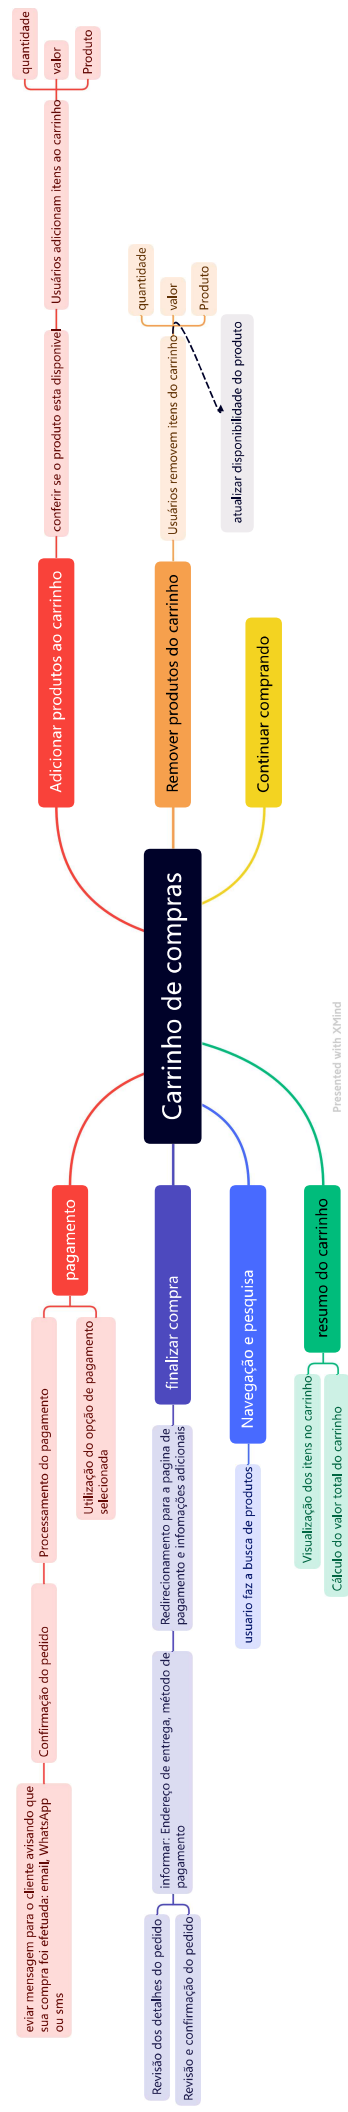 Carrinho de compras
Adicionar produtos ao carrinho
conferir se o produto esta disponivel
Usuários adicionam itens ao carrinho
quantidade
valor
Produto
Remover produtos do carrinho
Usuários removem itens do carrinho
quantidade
valor
Produto
atualizar disponibilidade do produto
Continuar comprando
pagamento
Processamento do pagamento
Confirmação do pedido
eviar mensagem para o cliente avisando que
sua compra foi efetuada: email, WhatsApp
ou sms
Utilização do opção de pagamento
selecionada
finalizar compra
Redirecionamento para a pagina de
pagamento e infomações adicionais
informar: Endereço de entrega, método de
pagamento
Revisão dos detalhes do pedido
Revisão e confirmação do pedido
Navegação e pesquisa
usuario faz a busca de produtos
resumo do carrinho
Visualização dos itens no carrinho
Cálculo do valor total do carrinho
Presented with XMind